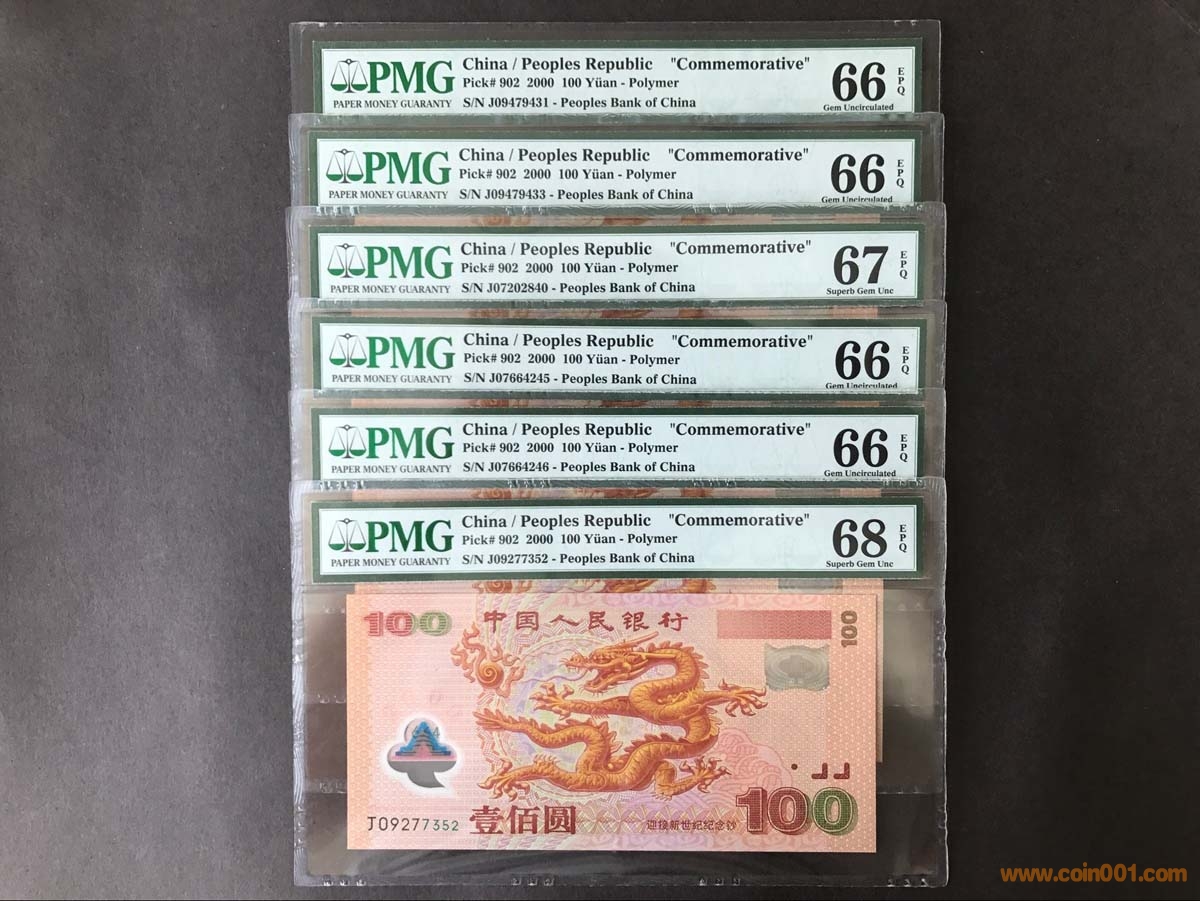 PMG
PAPER MONEY GUARANTY
China / Peoples Republic "Commemorative"
Pick# 902 2000 100 Yüan - Polymer
S/N J09479431 - Peoples Bank of China
66
EPQ
Gem Uncirculated
PMG
PAPER MONEY GUARANTY
China / Peoples Republic "Commemorative"
Pick# 902 2000 100 Yüan - Polymer
S/N J09479433 - Peoples Bank of China
66
EPQ
Gem Uncirculated
PMG
PAPER MONEY GUARANTY
China / Peoples Republic "Commemorative"
Pick# 902 2000 100 Yüan - Polymer
S/N J07202840 - Peoples Bank of China
67
EPQ
Superb Gem Unc
PMG
PAPER MONEY GUARANTY
China / Peoples Republic "Commemorative"
Pick# 902 2000 100 Yüan - Polymer
S/N J07664245 - Peoples Bank of China
66
EPQ
Gem Uncirculated
PMG
PAPER MONEY GUARANTY
China / Peoples Republic "Commemorative"
Pick# 902 2000 100 Yüan - Polymer
S/N J07664246 - Peoples Bank of China
66
EPQ
Gem Uncirculated
PMG
PAPER MONEY GUARANTY
China / Peoples Republic "Commemorative"
Pick# 902 2000 100 Yüan - Polymer
S/N J09277352 - Peoples Bank of China
68
EPQ
Superb Gem Unc
100 中国人民银行 100
J09277352 壹佰圆 迎接新世纪纪念钞 100
www.coin001.com